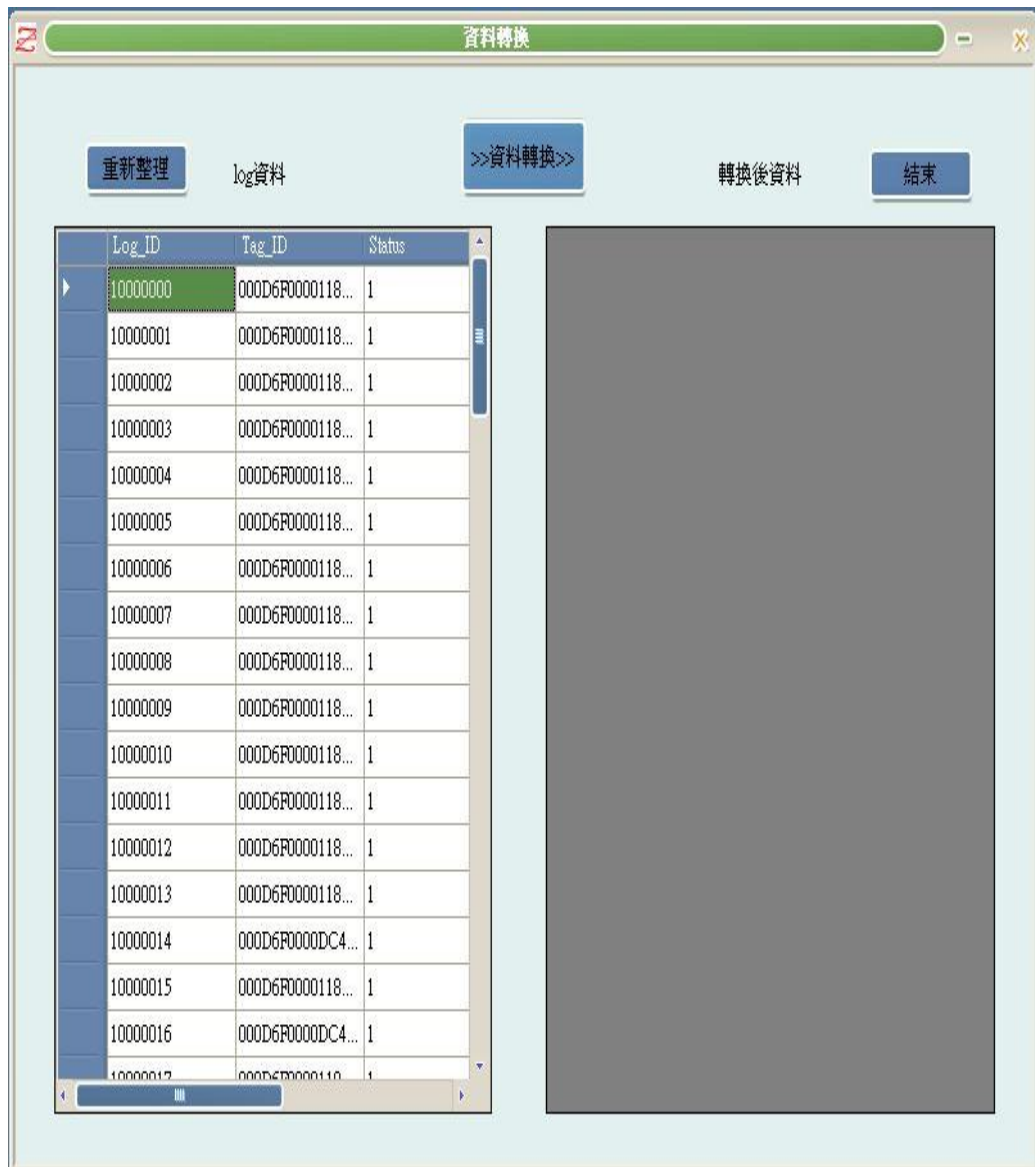 資料轉換
重新整理 log資料 >>資料轉換>> 轉換後資料 結束
Log_ID Tag_ID Status
10000000 000D6F0000118... 1
10000001 000D6F0000118... 1
10000002 000D6F0000118... 1
10000003 000D6F0000118... 1
10000004 000D6F0000118... 1
10000005 000D6F0000118... 1
10000006 000D6F0000118... 1
10000007 000D6F0000118... 1
10000008 000D6F0000118... 1
10000009 000D6F0000118... 1
10000010 000D6F0000118... 1
10000011 000D6F0000118... 1
10000012 000D6F0000118... 1
10000013 000D6F0000118... 1
10000014 000D6F0000DC4... 1
10000015 000D6F0000118... 1
10000016 000D6F0000DC4... 1
10000017